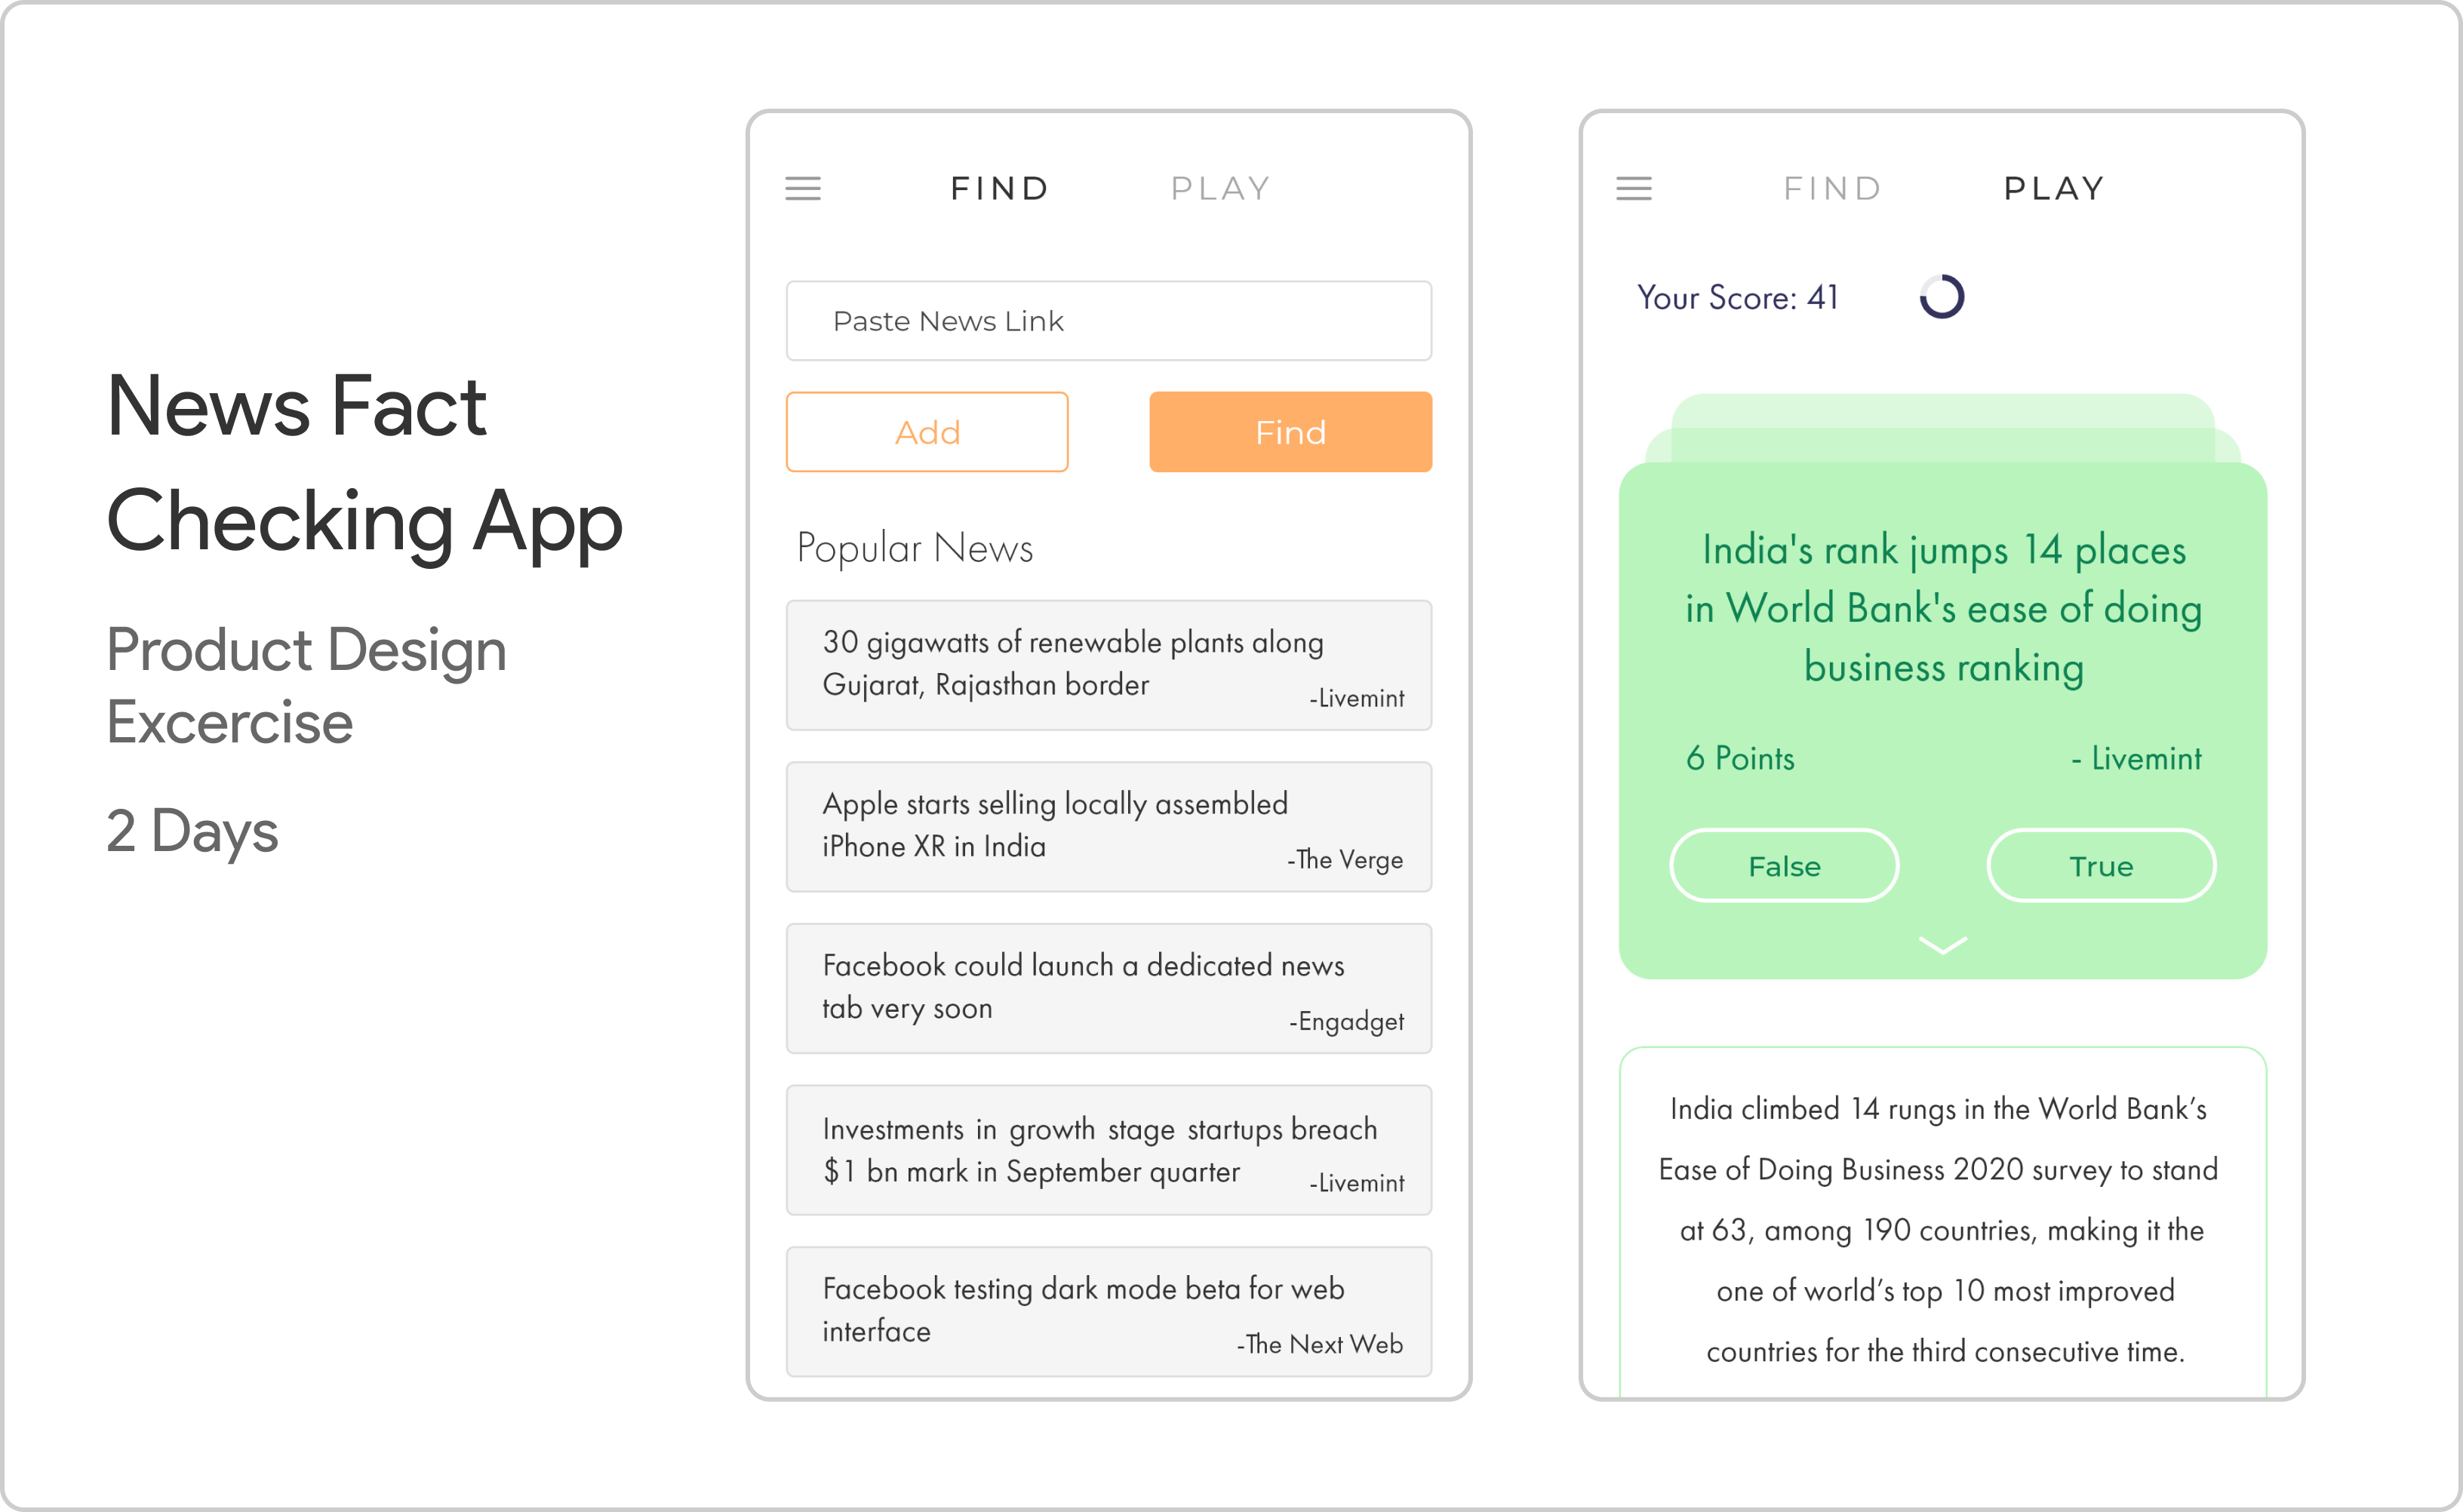 News Fact
Checking App
Product Design
Excercise
2 Days
FIND PLAY
Paste News Link
Add Find
Popular News
30 gigawatts of renewable plants along
Gujarat, Rajasthan border
-Livemint
Apple starts selling locally assembled
iPhone XR in India
-The Verge
Facebook could launch a dedicated news
tab very soon
-Engadget
Investments in growth stage startups breach
$1 bn mark in September quarter
-Livemint
Facebook testing dark mode beta for web
interface
-The Next Web
FIND PLAY
Your Score: 41
India's rank jumps 14 places
in World Bank's ease of doing
business ranking
6 Points - Livemint
False True
India climbed 14 rungs in the World Bank’s
Ease of Doing Business 2020 survey to stand
at 63, among 190 countries, making it the
one of world’s top 10 most improved
countries for the third consecutive time.